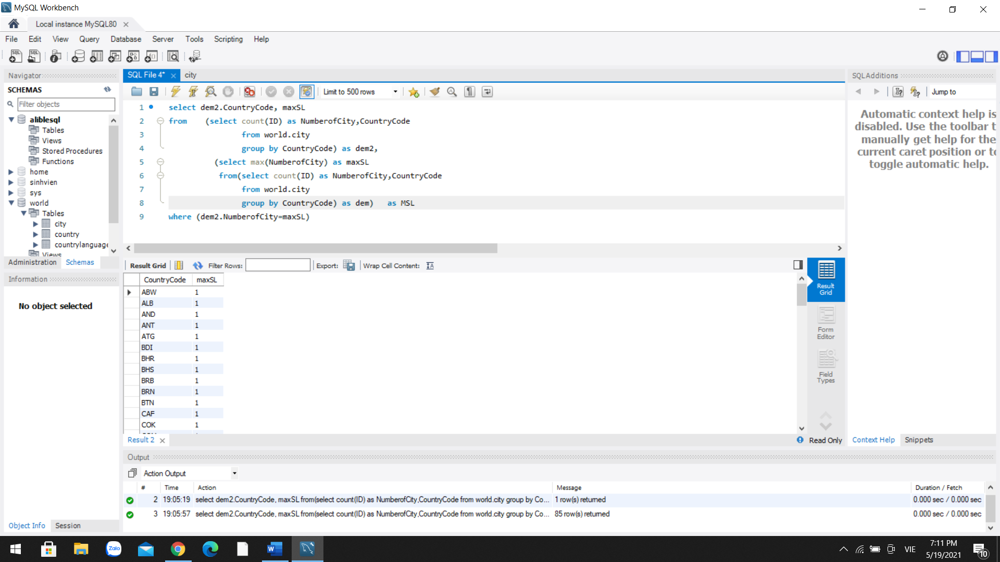 MySQL Workbench
Local instance MySQL80
File Edit View Query Database Server Tools Scripting Help
Navigator
SCHEMAS
Filter objects
aliblesql
Tables
Views
Stored Procedures
Functions
home
sinhvien
sys
world
Tables
city
country
countrylanguage
Views
Administration Schemas
Information
No object selected
Object Info Session
SQL File 4* city
Limit to 500 rows
1 select dem2.CountryCode, maxSL
2 from (select count(ID) as NumberofCity,CountryCode
3 from world.city
4 group by CountryCode) as dem2,
5 (select max(NumberofCity) as maxSL
6 from(select count(ID) as NumberofCity,CountryCode
7 from world.city
8 group by CountryCode) as dem) as MSL
9 where (dem2.NumberofCity=maxSL)
Result Grid Filter Rows: Export: Wrap Cell Content:
CountryCode maxSL
ABW 1
ALB 1
AND 1
ANT 1
ATG 1
BDI 1
BHR 1
BHS 1
BRB 1
BRN 1
BTN 1
CAF 1
COK 1
Result Grid
Form Editor
Field Types
Result 2
Read Only
SQLAdditions
Jump to
Automatic context help is
disabled. Use the toolbar t
manually get help for the
current caret position or to
toggle automatic help.
Context Help Snippets
Output
Action Output
# Time Action Message Duration / Fetch
2 19:05:19 select dem2.CountryCode, maxSL from(select count(ID) as NumberofCity,CountryCode from world.city group by Co... 1 row(s) returned 0.000 sec / 0.000 sec
3 19:05:57 select dem2.CountryCode, maxSL from(select count(ID) as NumberofCity,CountryCode from world.city group by Co... 85 row(s) returned 0.000 sec / 0.000 sec
Zalo
VIE
7:11 PM
5/19/2021
10